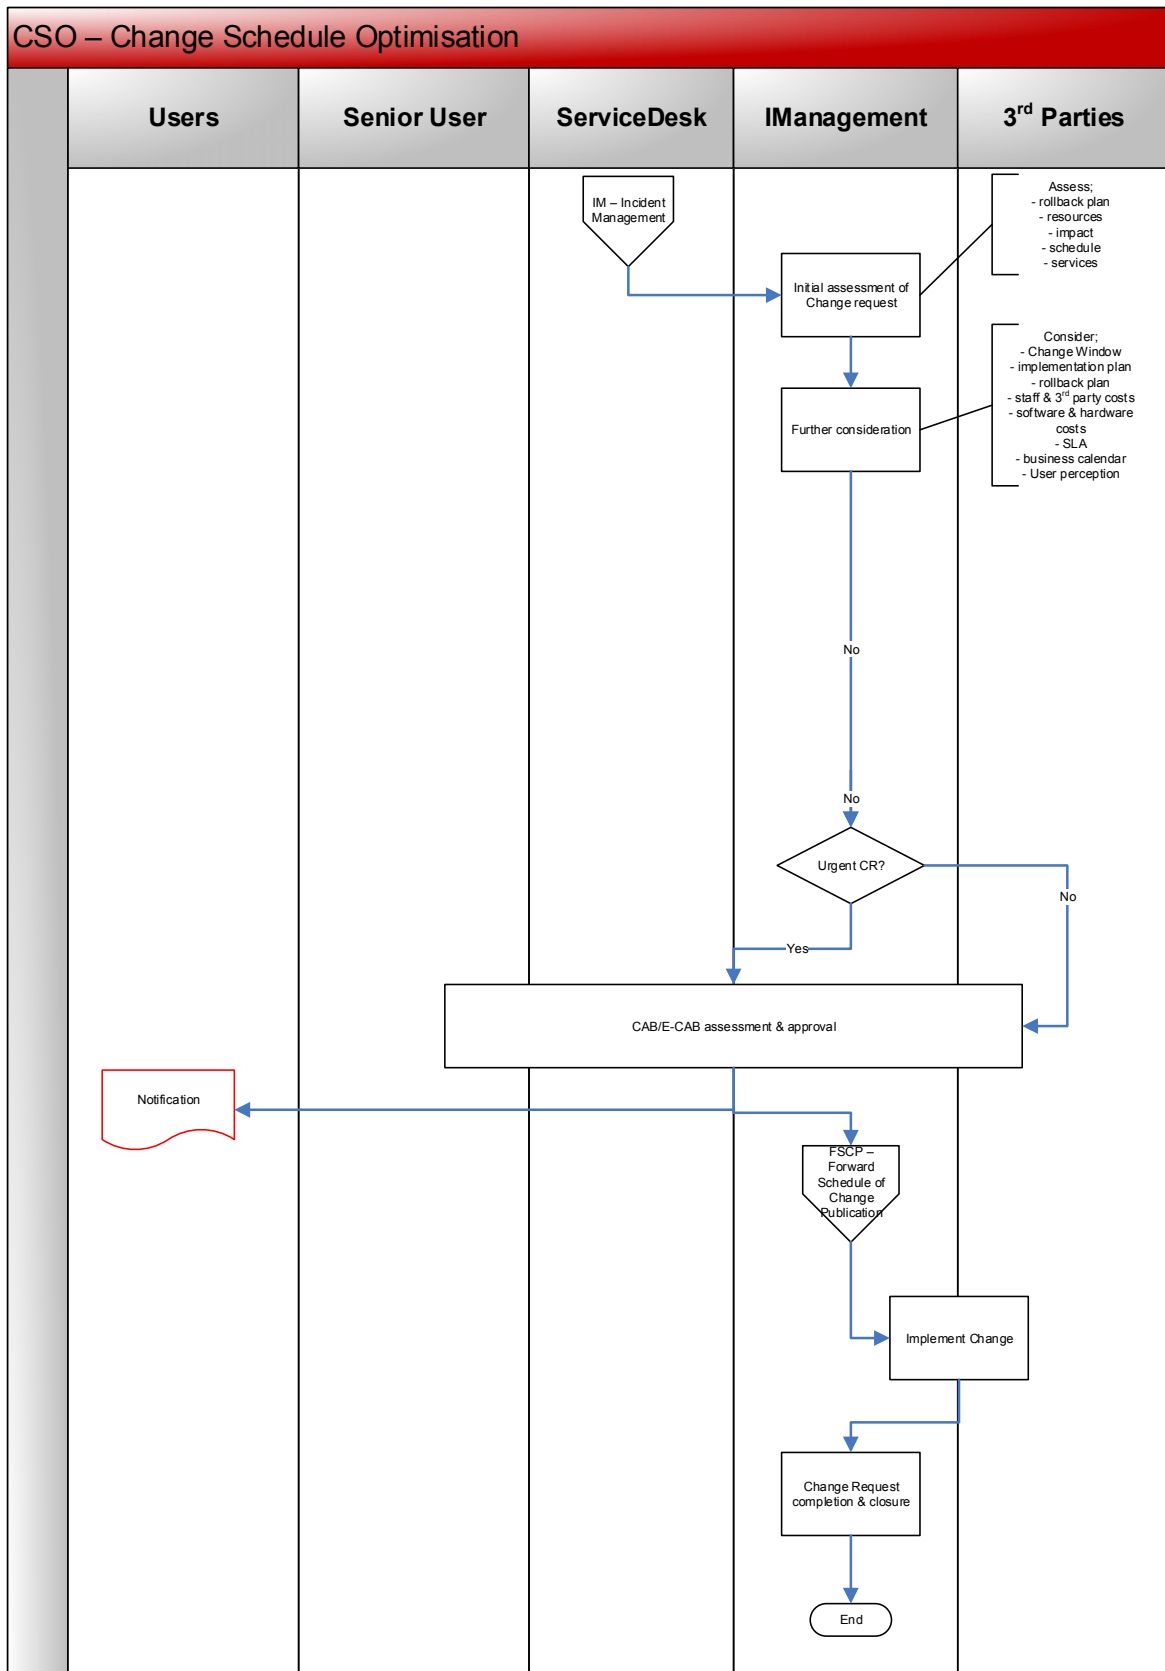 CSO – Change Schedule Optimisation
Users
Senior User
ServiceDesk
IManagement
3rd Parties
IM – Incident
Management
Assess;
- rollback plan
- resources
- impact
- schedule
- services
Initial assessment of
Change request
Consider;
- Change Window
- implementation plan
- rollback plan
- staff & 3rd party costs
- software & hardware
costs
- SLA
- business calendar
- User perception
Further consideration
No
No
Urgent CR?
No
Yes
CAB/E-CAB assessment & approval
Notification
FSCP –
Forward
Schedule of
Change
Publication
Implement Change
Change Request
completion & closure
End